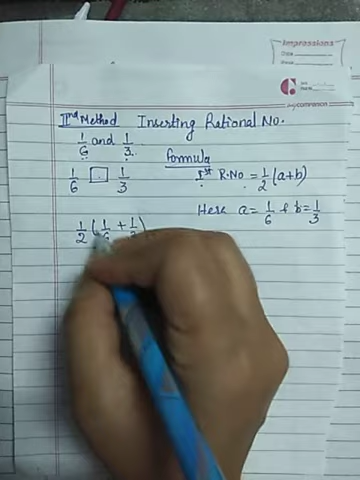 Impressions
IInd Method Inserting Rational No.
1/6 and 1/3
Formula
1/6 □ 1/3
1st R.No = 1/2 (a+b)
Here a = 1/6 & b = 1/3
1/2 (1/6 + 1/3)